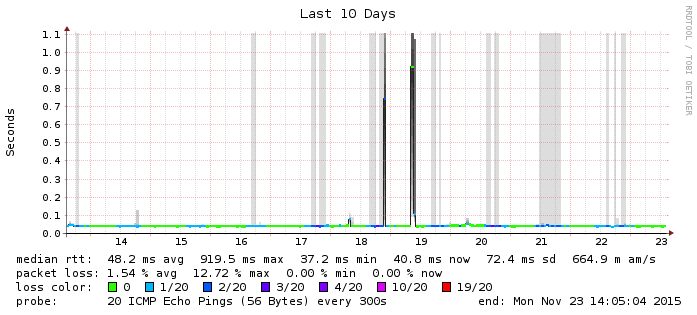 Last 10 Days
RRDTOOL / TOBI OETIKER
Seconds
1.1
1.0
0.9
0.8
0.7
0.6
0.5
0.4
0.3
0.2
0.1
0.0
14 15 16 17 18 19 20 21 22 23
median rtt: 48.2 ms avg 919.5 ms max 37.2 ms min 40.8 ms now 72.4 ms sd 664.9 m am/s
packet loss: 1.54 % avg 12.72 % max 0.00 % min 0.00 % now
loss color: 0 1/20 2/20 3/20 4/20 10/20 19/20
probe: 20 ICMP Echo Pings (56 Bytes) every 300s end: Mon Nov 23 14:05:04 2015